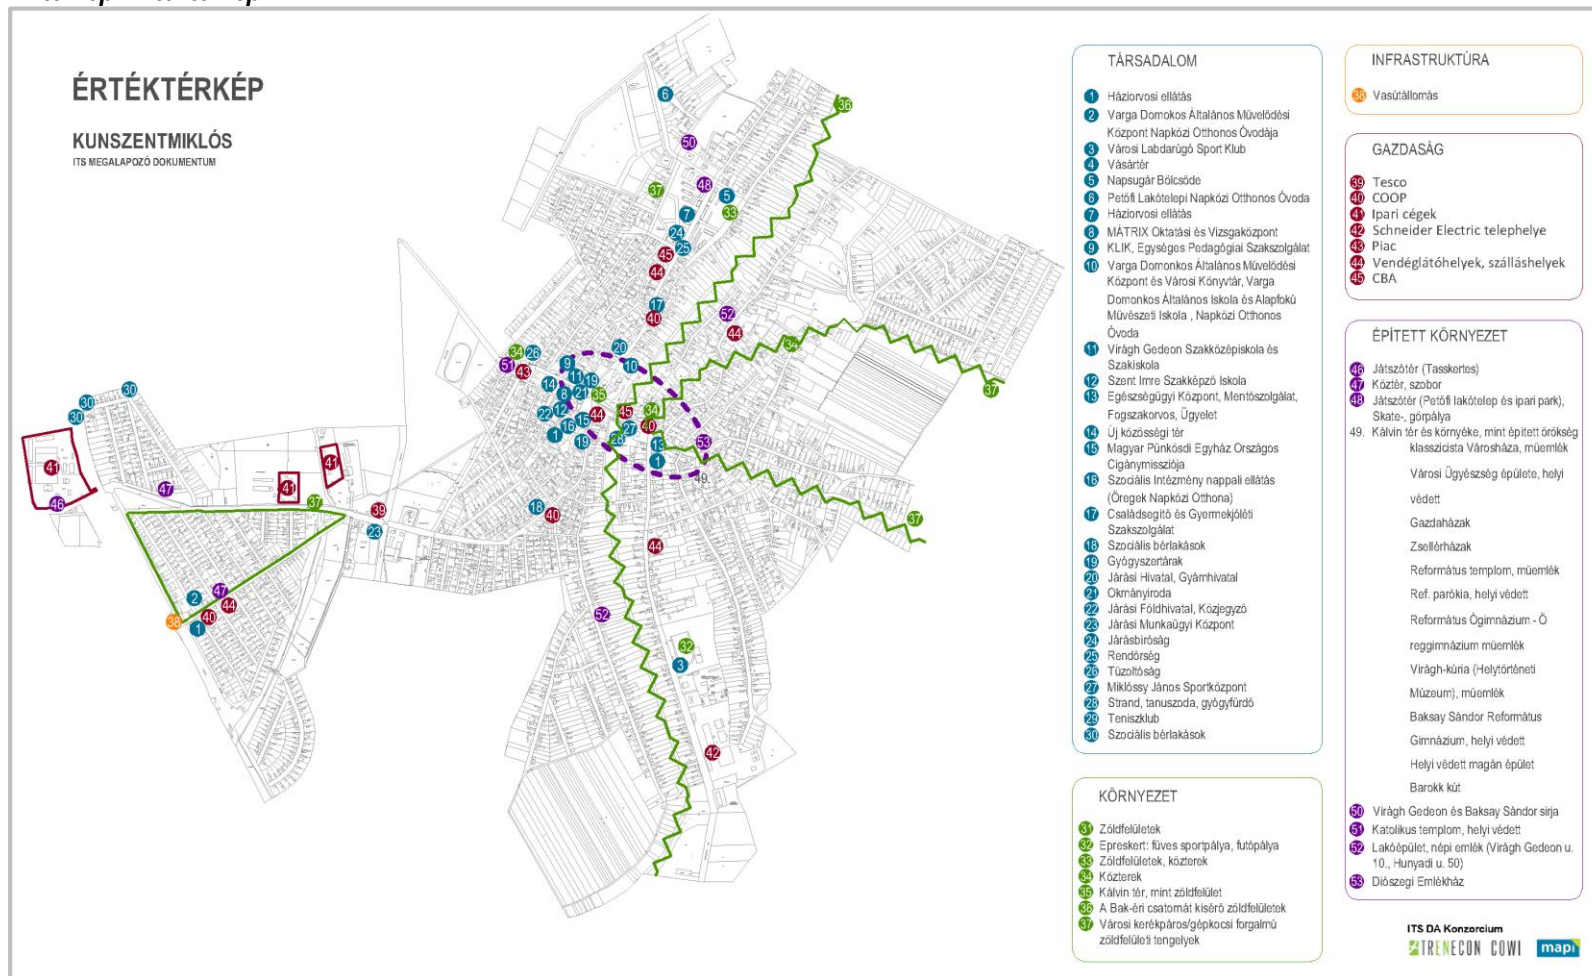 ÉRTÉKTÉRKÉP
KUNSZENTMIKLÓS
ITS MEGALAPOZÓ DOKUMENTUM
TÁRSADALOM
1 Háziorvosi ellátás
2 Varga Domokos Általános Művelődési
Központ Napközi Otthonos Óvodája
3 Városi Labdarúgó Sport Klub
4 Vásártér
5 Napsugár Bölcsőde
6 Petőfi Lakótelepi Napközi Otthonos Óvoda
7 Háziorvosi ellátás
8 MÁTRIX Oktatási és Vizsgaközpont
9 KLIK, Egységes Pedagógiai Szakszolgálat
10 Varga Domonkos Általános Művelődési
Központ és Városi Könyvtár, Varga
Domonkos Általános Iskola és Alapfokú
Művészeti Iskola , Napközi Otthonos
Óvoda
11 Virágh Gedeon Szakközépiskola és
Szakiskola
12 Szent Imre Szakképző Iskola
13 Egészségügyi Központ, Mentőszolgálat,
Fogszakorvos, Ügyelet
14 Új közösségi tér
15 Magyar Pünkösdi Egyház Országos
Cigánymissziója
16 Szociális Intézmény nappali ellátás
(Öregek Napközi Otthona)
17 Családsegítő és Gyermekjóléti
Szakszolgálat
18 Szociális bérlakások
19 Gyógyszertárak
20 Járási Hivatal, Gyámhivatal
21 Okmányiroda
22 Járási Földhivatal, Közjegyző
23 Járási Munkaügyi Központ
24 Járásbíróság
25 Rendőrség
26 Tűzoltóság
27 Miklóssy János Sportközpont
28 Strand, tanuszoda, gyógyfürdő
29 Teniszklub
30 Szociális bérlakások
KÖRNYEZET
31 Zöldfelületek
32 Epreskert: füves sportpálya, futópálya
33 Zöldfelületek, közterek
34 Közterek
35 Kálvin tér, mint zöldfelület
36 A Bak-éri csatornát kísérő zöldfelületek
37 Városi kerékpáros/gépkocsi forgalmú
zöldfelületi tengelyek
INFRASTRUKTÚRA
38 Vasútállomás
GAZDASÁG
39 Tesco
40 COOP
41 Ipari cégek
42 Schneider Electric telephelye
43 Piac
44 Vendéglátóhelyek, szálláshelyek
45 CBA
ÉPÍTETT KÖRNYEZET
46 Játszótér (Tasskertes)
47 Köztér, szobor
48 Játszótér (Petőfi lakótelep és ipari park),
Skate-, görpálya
49. Kálvin tér és környéke, mint épített örökség
klasszicista Városháza, műemlék
Városi Ügyészség épülete, helyi
védett
Gazdaházak
Zsellérházak
Református templom, műemlék
Ref. parókia, helyi védett
Református Ógimnázium - Ö
reggimnázium műemlék
Virágh-kúria (Helytörténeti
Múzeum), műemlék
Baksay Sándor Református
Gimnázium, helyi védett
Helyi védett magán épület
Barokk kút
50 Virágh Gedeon és Baksay Sándor sírja
51 Katolikus templom, helyi védett
52 Lakóépület, népi emlék (Virágh Gedeon u.
10., Hunyadi u. 50)
53 Diószegi Emlékház
ITS DA Konzorcium
TRENECON COWI mapi